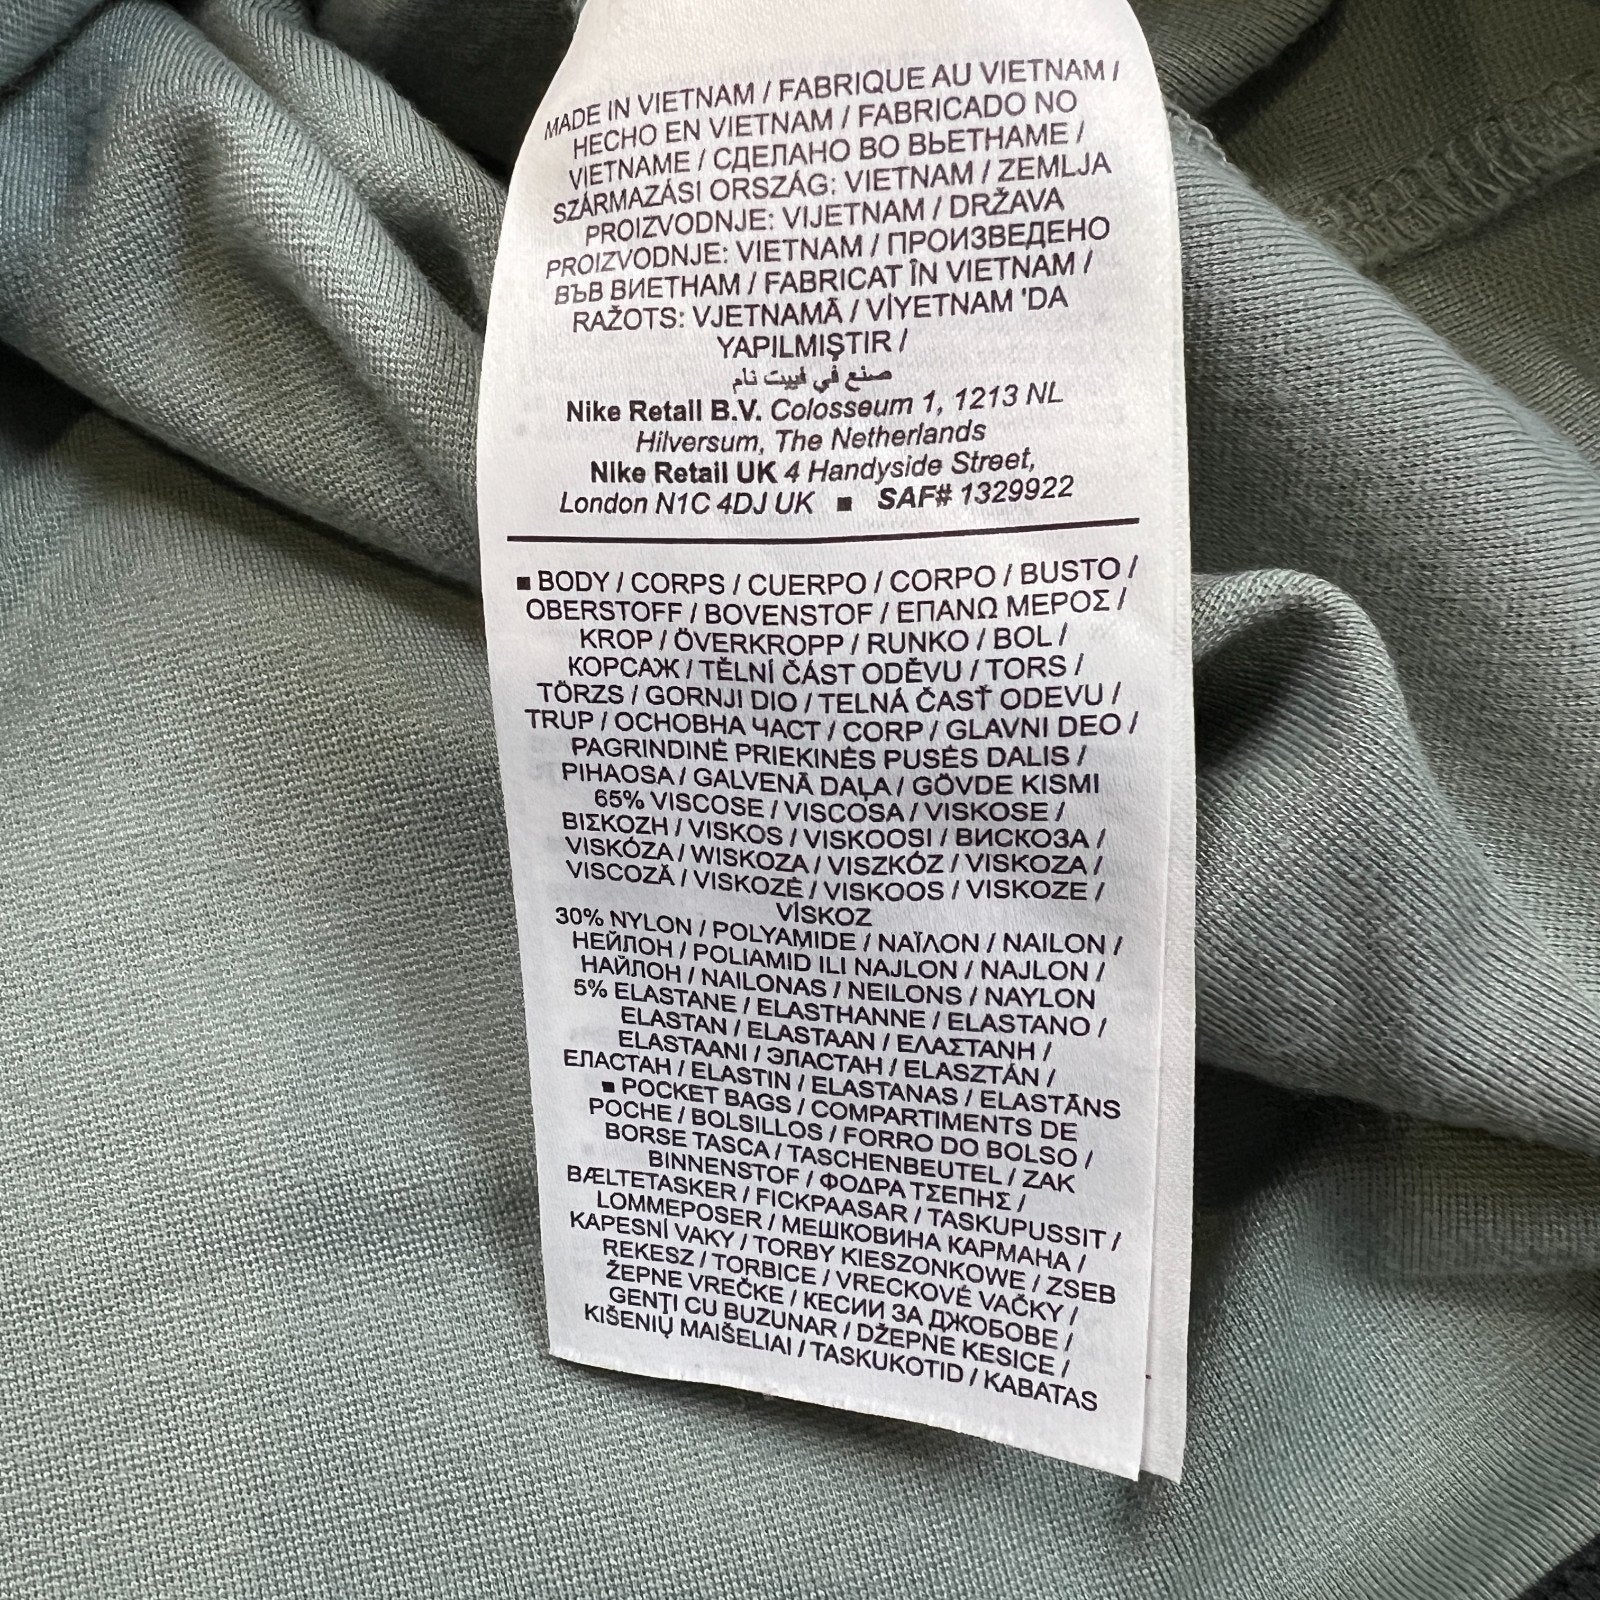 MADE IN VIETNAM / FABRIQUE AU VIETNAM /
HECHO EN VIETNAM / FABRICADO NO
VIETNAME / СДЕЛАНО ВО ВЬЕТНАМЕ /
SZÁRMAZÁSI ORSZÁG: VIETNAM / ZEMLJA
PROIZVODNJE: VIJETNAM / DRŽAVA
PROIZVODNJE: VIETNAM / ПРОИЗВЕДЕНО
ВЪВ ВИЕТНАМ / FABRICAT ÎN VIETNAM /
RAŽOTS: VJETNAMĀ / VİYETNAM 'DA
YAPILMIŞTIR /
صنع في فييت نام
Nike Retail B.V. Colosseum 1, 1213 NL
Hilversum, The Netherlands
Nike Retail UK 4 Handyside Street,
London N1C 4DJ UK ■ SAF# 1329922
■ BODY / CORPS / CUERPO / CORPO / BUSTO /
OBERSTOFF / BOVENSTOF / ΕΠΑΝΩ ΜΕΡΟΣ /
KROP / ÖVERKROPP / RUNKO / BOL /
КОРСАЖ / TĚLNÍ ČÁST ODĚVU / TORS /
TÖRZS / GORNJI DIO / TELNÁ ČASŤ ODEVU /
TRUP / ОСНОВНА ЧАСТ / CORP / GLAVNI DEO /
PAGRINDINĖ PRIEKINĖS PUSĖS DALIS /
PIHAOSA / GALVENĀ DAĻA / GÖVDE KISMI
65% VISCOSE / VISCOSA / VISKOSE /
ΒΙΣΚΟΖΗ / VISKOS / VISKOOSI / ВИСКОЗА /
VISKÓZA / WISKOZA / VISZKÓZ / VISKOZA /
VISCOZĂ / VISKOZĖ / VISKOOS / VISKOZE /
VİSKOZ
30% NYLON / POLYAMIDE / ΝΑΪΛΟΝ / NAILON /
НЕЙЛОН / POLIAMID ILI NAJLON / NAJLON /
НАЙЛОН / NAILONAS / NEILONS / NAYLON
5% ELASTANE / ELASTHANNE / ELASTANO /
ELASTAN / ELASTAAN / ΕΛΑΣΤΑΝΗ /
ELASTAANI / ЭЛАСТАН / ELASZTÁN /
ЕЛАСТАН / ELASTIN / ELASTANAS / ELASTĀNS
■ POCKET BAGS / COMPARTIMENTS DE
POCHE / BOLSILLOS / FORRO DO BOLSO /
BORSE TASCA / TASCHENBEUTEL / ZAK
BINNENSTOF / ΦΟΔΡΑ ΤΣΕΠΗΣ /
BÆLTETASKER / FICKPAASAR / TASKUPUSSIT /
LOMMEPOSER / МЕШКОВИНА КАРМАНА /
KAPESNÍ VAKY / TORBY KIESZONKOWE / ZSEB
REKESZ / TORBICE / VRECKOVÉ VAČKY /
ŽEPNE VREČKE / КЕСИИ ЗА ДЖОБОВЕ /
GENŢI CU BUZUNAR / DŽEPNE KESICE /
KIŠENIŲ MAIŠELIAI / TASKUKOTID / KABATAS